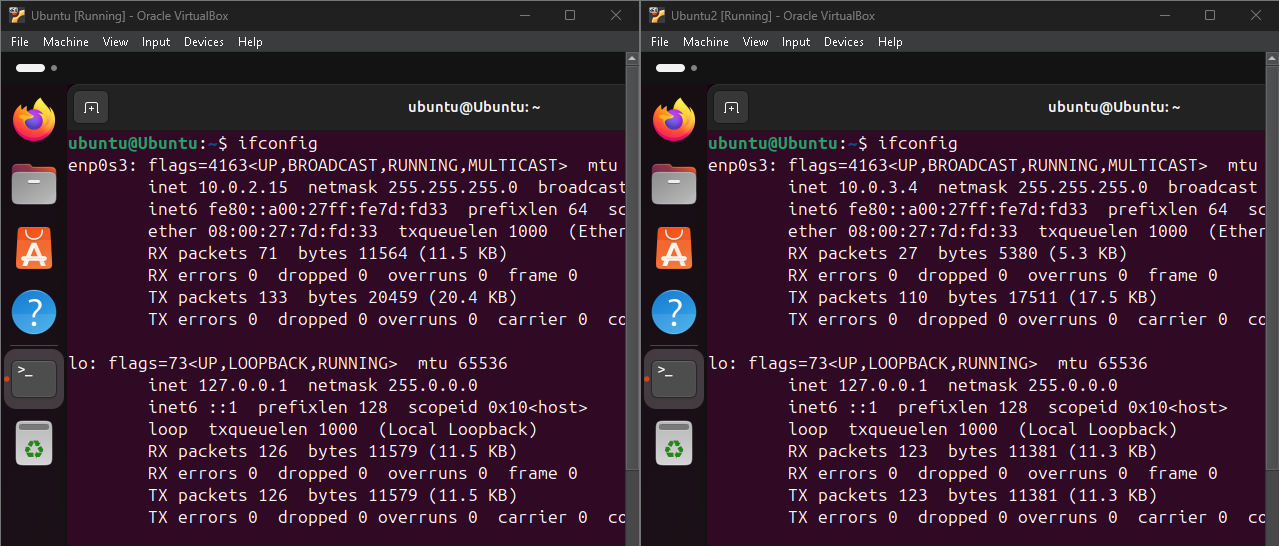 Ubuntu [Running] - Oracle VirtualBox
File Machine View Input Devices Help
ubuntu@Ubuntu: ~
ubuntu@Ubuntu:~$ ifconfig
enp0s3: flags=4163<UP,BROADCAST,RUNNING,MULTICAST>  mtu
inet 10.0.2.15  netmask 255.255.255.0  broadcast
inet6 fe80::a00:27ff:fe7d:fd33  prefixlen 64  sc
ether 08:00:27:7d:fd:33  txqueuelen 1000  (Ether
RX packets 71  bytes 11564 (11.5 KB)
RX errors 0  dropped 0  overruns 0  frame 0
TX packets 133  bytes 20459 (20.4 KB)
TX errors 0  dropped 0 overruns 0  carrier 0  co
lo: flags=73<UP,LOOPBACK,RUNNING>  mtu 65536
inet 127.0.0.1  netmask 255.0.0.0
inet6 ::1  prefixlen 128  scopeid 0x10<host>
loop  txqueuelen 1000  (Local Loopback)
RX packets 126  bytes 11579 (11.5 KB)
RX errors 0  dropped 0  overruns 0  frame 0
TX packets 126  bytes 11579 (11.5 KB)
TX errors 0  dropped 0 overruns 0  carrier 0  co
Ubuntu2 [Running] - Oracle VirtualBox
File Machine View Input Devices Help
ubuntu@Ubuntu: ~
ubuntu@Ubuntu:~$ ifconfig
enp0s3: flags=4163<UP,BROADCAST,RUNNING,MULTICAST>  mtu
inet 10.0.3.4  netmask 255.255.255.0  broadcast
inet6 fe80::a00:27ff:fe7d:fd33  prefixlen 64  sc
ether 08:00:27:7d:fd:33  txqueuelen 1000  (Ether
RX packets 27  bytes 5380 (5.3 KB)
RX errors 0  dropped 0  overruns 0  frame 0
TX packets 110  bytes 17511 (17.5 KB)
TX errors 0  dropped 0 overruns 0  carrier 0  co
lo: flags=73<UP,LOOPBACK,RUNNING>  mtu 65536
inet 127.0.0.1  netmask 255.0.0.0
inet6 ::1  prefixlen 128  scopeid 0x10<host>
loop  txqueuelen 1000  (Local Loopback)
RX packets 123  bytes 11381 (11.3 KB)
RX errors 0  dropped 0  overruns 0  frame 0
TX packets 123  bytes 11381 (11.3 KB)
TX errors 0  dropped 0 overruns 0  carrier 0  co